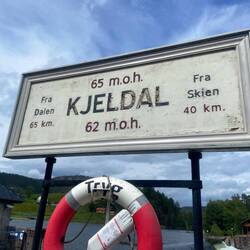 65 m.o.h.
Fra
Dalen
65 km.
KJELDAL
Fra
Skien
40 km.
62 m.o.h.
Tryg